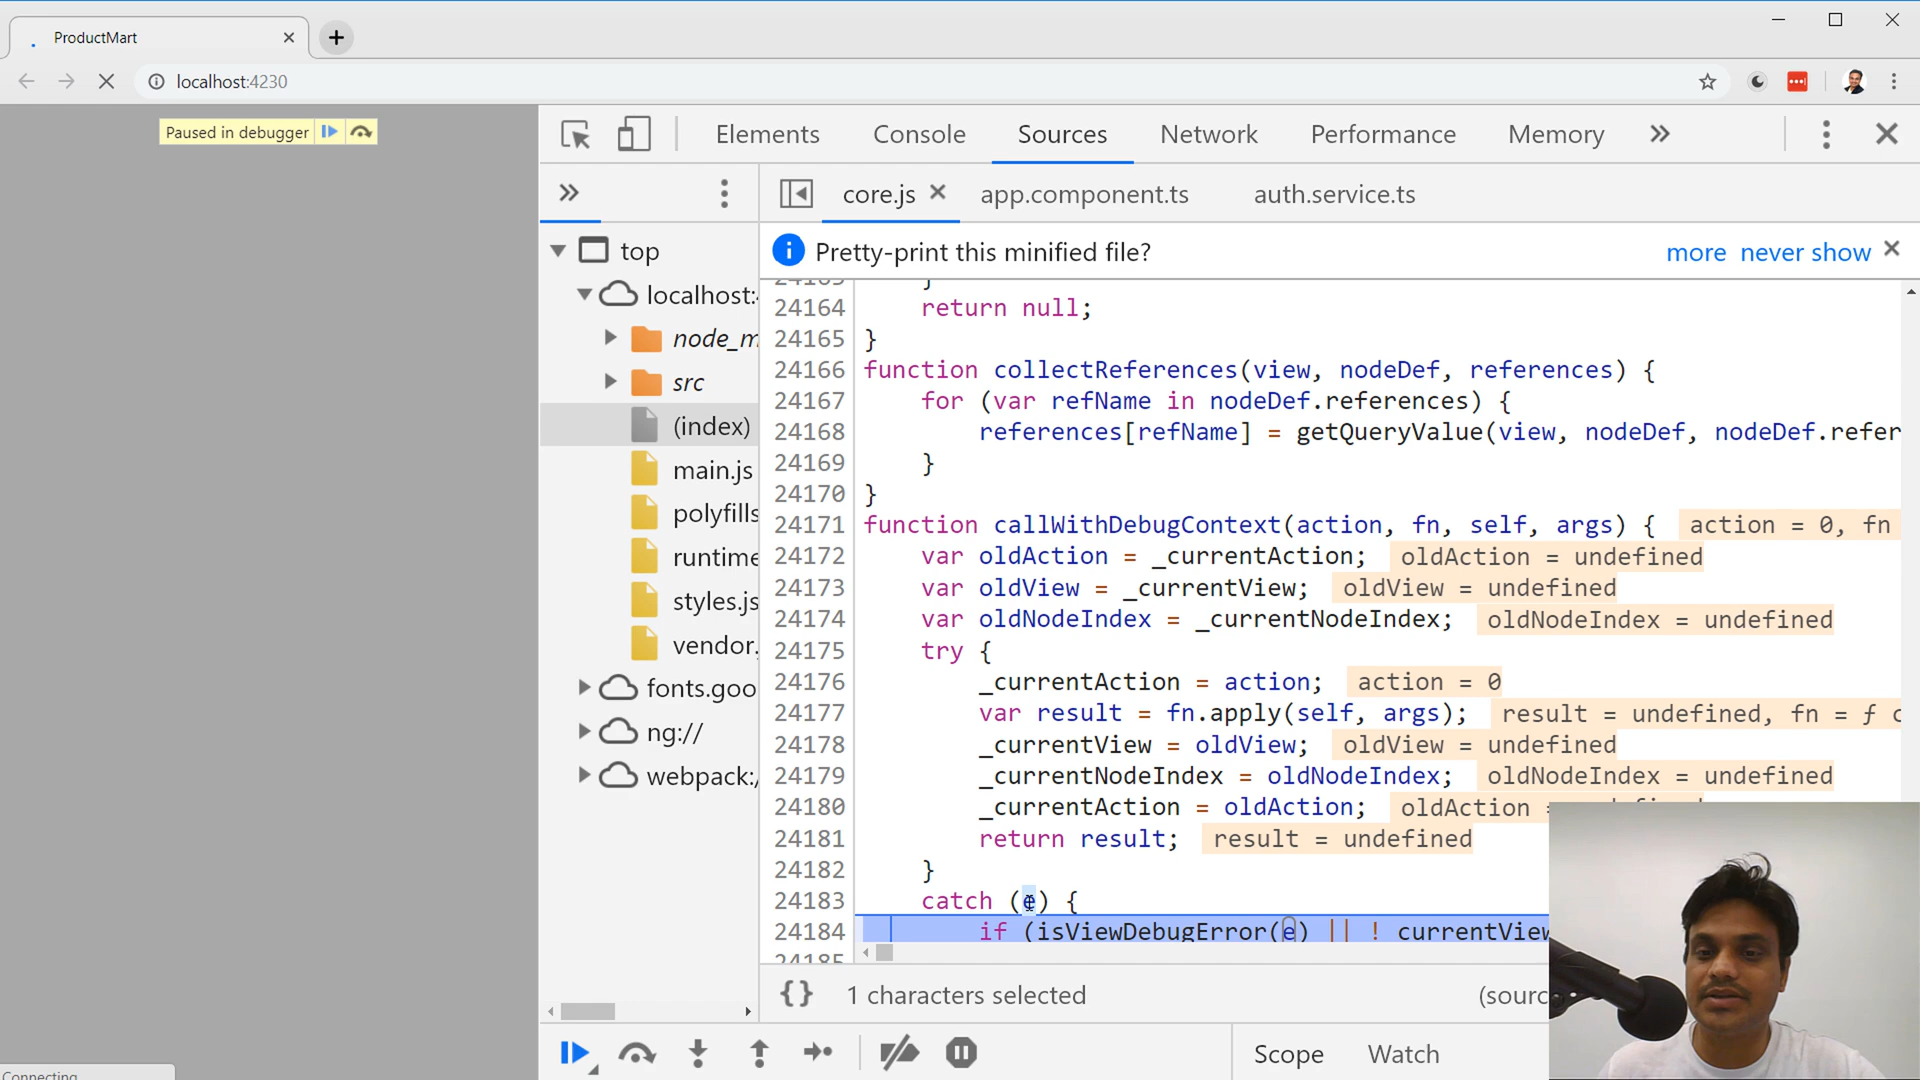 ProductMart
localhost:4230
Paused in debugger
Elements Console Sources Network Performance Memory
core.js app.component.ts auth.service.ts
Pretty-print this minified file? more never show
top
localhost:
node_m
src
(index)
main.js
polyfills
runtime
styles.js
vendor.
fonts.goo
ng://
webpack:/
24164 return null;
24165 }
24166 function collectReferences(view, nodeDef, references) {
24167 for (var refName in nodeDef.references) {
24168 references[refName] = getQueryValue(view, nodeDef, nodeDef.refer
24169 }
24170 }
24171 function callWithDebugContext(action, fn, self, args) { action = 0, fn
24172 var oldAction = _currentAction; oldAction = undefined
24173 var oldView = _currentView; oldView = undefined
24174 var oldNodeIndex = _currentNodeIndex; oldNodeIndex = undefined
24175 try {
24176 _currentAction = action; action = 0
24177 var result = fn.apply(self, args); result = undefined, fn = ƒ c
24178 _currentView = oldView; oldView = undefined
24179 _currentNodeIndex = oldNodeIndex; oldNodeIndex = undefined
24180 _currentAction = oldAction; oldAction
24181 return result; result = undefined
24182 }
24183 catch (e) {
24184 if (isViewDebugError(e) || ! currentView
{} 1 characters selected (sourc
Scope Watch